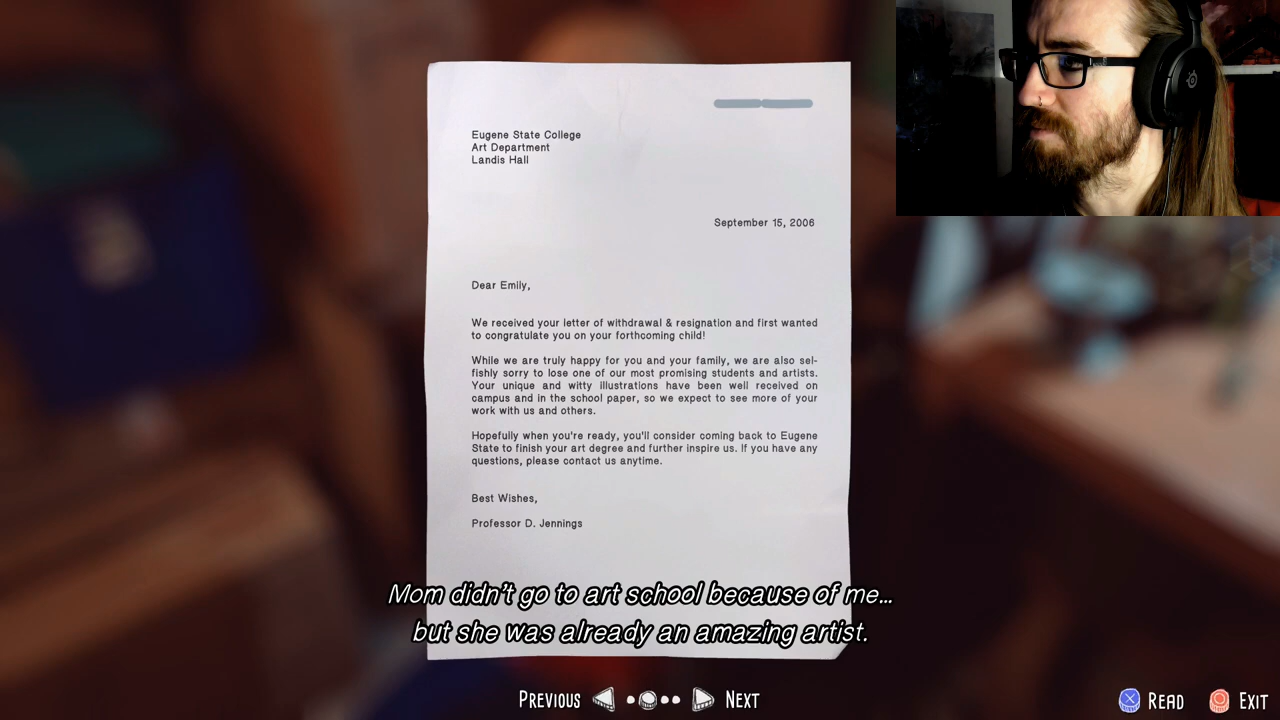 Eugene State College
Art Department
Landis Hall
September 15, 2006
Dear Emily,
We received your letter of withdrawal & resignation and first wanted
to congratulate you on your forthcoming child!
While we are truly happy for you and your family, we are also sel-
fishly sorry to lose one of our most promising students and artists.
Your unique and witty illustrations have been well received on
campus and in the school paper, so we expect to see more of your
work with us and others.
Hopefully when you're ready, you'll consider coming back to Eugene
State to finish your art degree and further inspire us. If you have any
questions, please contact us anytime.
Best Wishes,
Professor D. Jennings
Mom didn't go to art school because of me...
but she was already an amazing artist.
Previous Next Read Exit